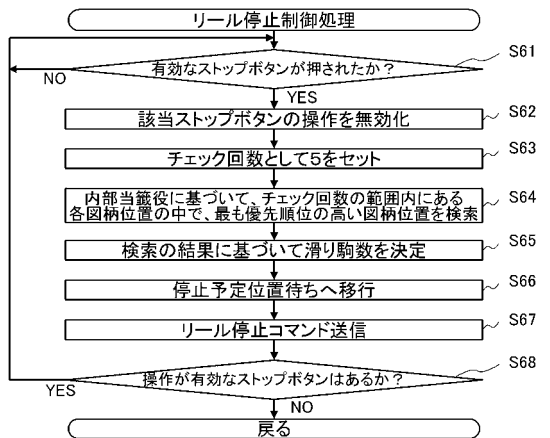 リール停止制御処理
S61
有効なストップボタンが押されたか？
NO
YES
S62
該当ストップボタンの操作を無効化
S63
チェック回数として5をセット
S64
内部当籤役に基づいて、チェック回数の範囲内にある
各図柄位置の中で、最も優先順位の高い図柄位置を検索
S65
検索の結果に基づいて滑り駒数を決定
S66
停止予定位置待ちへ移行
S67
リール停止コマンド送信
S68
操作が有効なストップボタンはあるか？
YES
NO
戻る